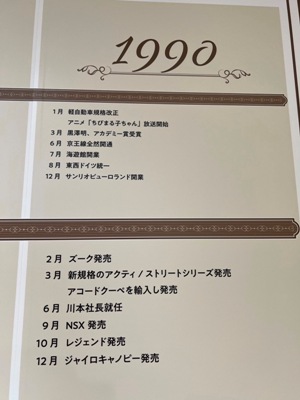 1990
1月 軽自動車規格改正
アニメ「ちびまる子ちゃん」放送開始
3月 黒澤明、アカデミー賞受賞
6月 京王線全然開通
7月 海遊館開業
8月 東西ドイツ統一
12月 サンリオピューロランド開業
2月 ズーク発売
3月 新規格のアクティ/ストリートシリーズ発売
アコードクーペを輸入し発売
6月 川本社長就任
9月 NSX 発売
10月 レジェンド発売
12月 ジャイロキャノピー発売